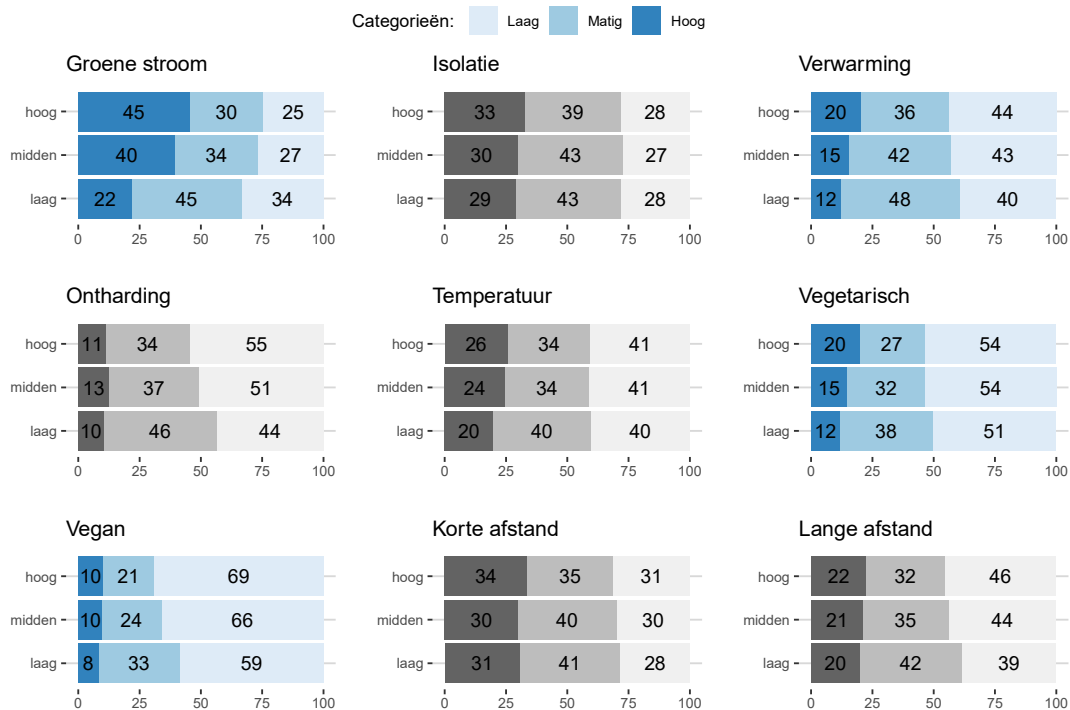 Categorieën: Laag Matig Hoog
Groene stroom Isolatie Verwarming
hoog 45 30 25 33 39 28 hoog 20 36 44
midden 40 34 27 midden 30 43 27 midden 15 42 43
laag 22 45 34 laag 29 43 28 laag 12 48 40
0 25 50 75 100 0 25 50 75 100 0 25 50 75 100
Ontharding Temperatuur Vegetarisch
hoog 11 34 55 hoog 26 34 41 hoog 20 27 54
midden 13 37 51 midden 24 34 41 midden 15 32 54
laag 10 46 44 laag 20 40 40 laag 12 38 51
0 25 50 75 100 0 25 50 75 100 0 25 50 75 100
Vegan Korte afstand Lange afstand
hoog 10 21 69 hoog 34 35 31 hoog 22 32 46
midden 10 24 66 midden 30 40 30 midden 21 35 44
laag 8 33 59 laag 31 41 28 laag 20 42 39
0 25 50 75 100 0 25 50 75 100 0 25 50 75 100